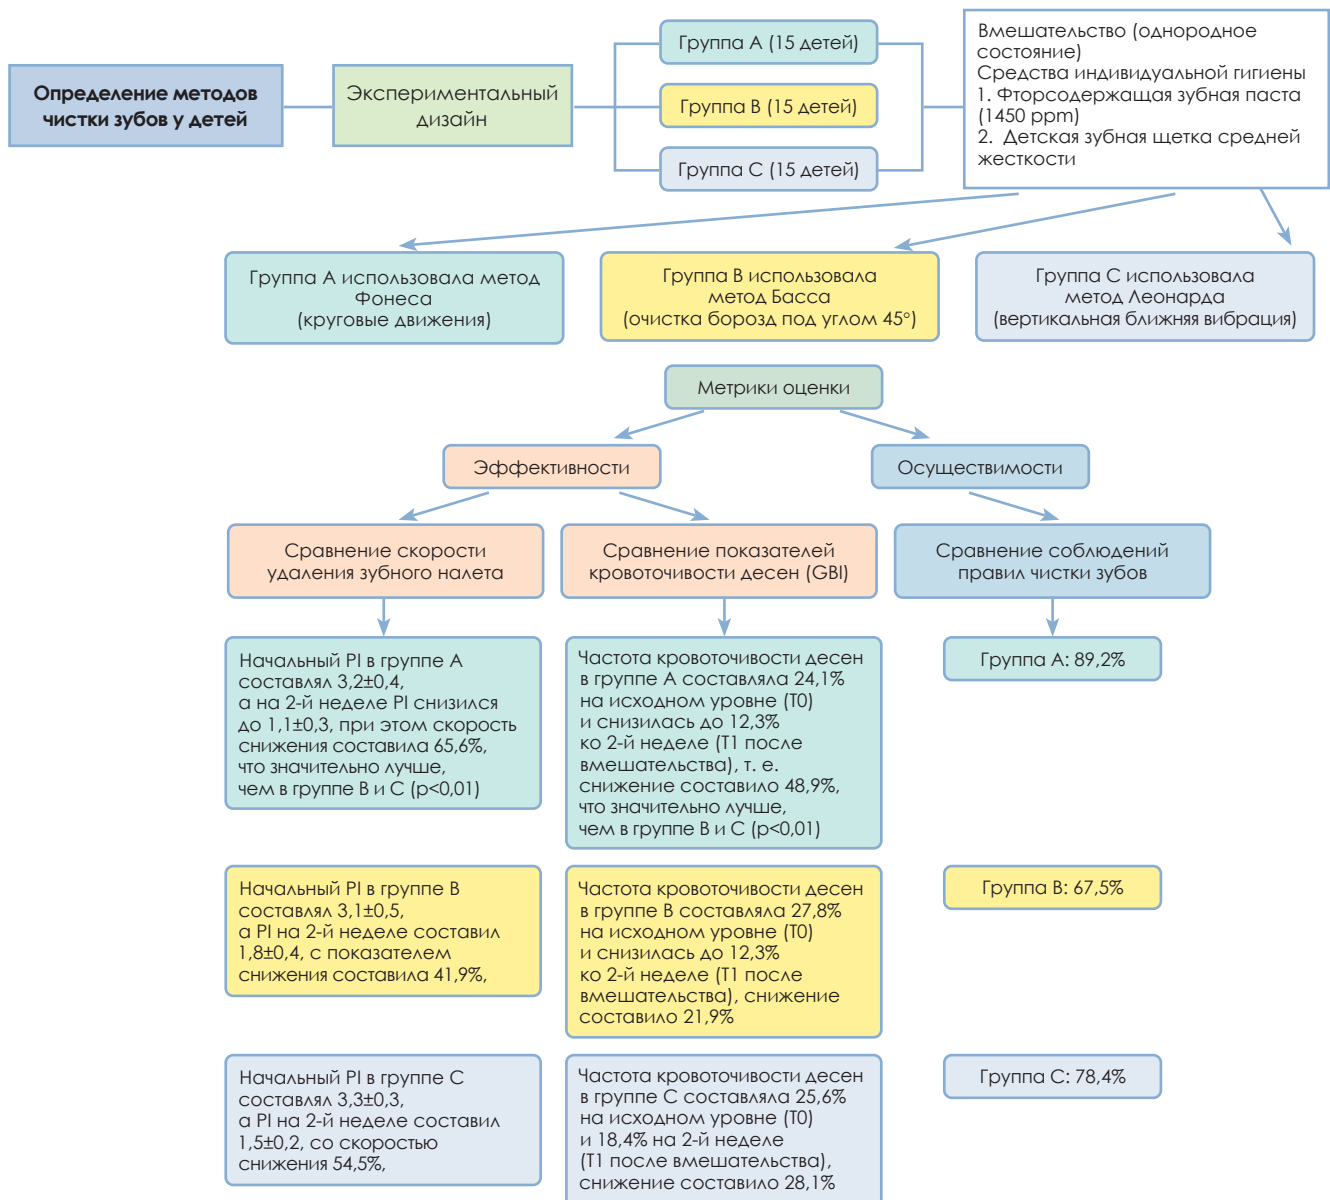 Определение методов
чистки зубов у детей
Экспериментальный
дизайн
Группа А (15 детей)
Группа В (15 детей)
Группа С (15 детей)
Вмешательство (однородное
состояние)
Средства индивидуальной гигиены
1. Фторсодержащая зубная паста
(1450 ppm)
2. Детская зубная щетка средней
жесткости
Группа А использовала метод
Фонеса
(круговые движения)
Группа В использовала
метод Басса
(очистка борозд под углом 45°)
Группа С использовала
метод Леонарда
(вертикальная ближняя вибрация)
Метрики оценки
Эффективности
Осуществимости
Сравнение скорости
удаления зубного налета
Сравнение показателей
кровоточивости десен (GBI)
Сравнение соблюдений
правил чистки зубов
Начальный PI в группе А
составлял 3,2±0,4,
а на 2-й неделе PI снизился
до 1,1±0,3, при этом скорость
снижения составила 65,6%,
что значительно лучше,
чем в группе В и С (p<0,01)
Частота кровоточивости десен
в группе А составляла 24,1%
на исходном уровне (Т0)
и снизилась до 12,3%
ко 2-й неделе (Т1 после
вмешательства), т. е.
снижение составило 48,9%,
что значительно лучше,
чем в группе В и С (p<0,01)
Группа А: 89,2%
Начальный PI в группе В
составлял 3,1±0,5,
а PI на 2-й неделе составил
1,8±0,4, с показателем
снижения составила 41,9%,
Частота кровоточивости десен
в группе В составляла 27,8%
на исходном уровне (Т0)
и снизилась до 12,3%
ко 2-й неделе (Т1 после
вмешательства), снижение
составило 21,9%
Группа В: 67,5%
Начальный PI в группе С
составлял 3,3±0,3,
а PI на 2-й неделе составил
1,5±0,2, со скоростью
снижения 54,5%,
Частота кровоточивости десен
в группе С составляла 25,6%
на исходном уровне (Т0)
и 18,4% на 2-й неделе
(Т1 после вмешательства),
снижение составило 28,1%
Группа С: 78,4%